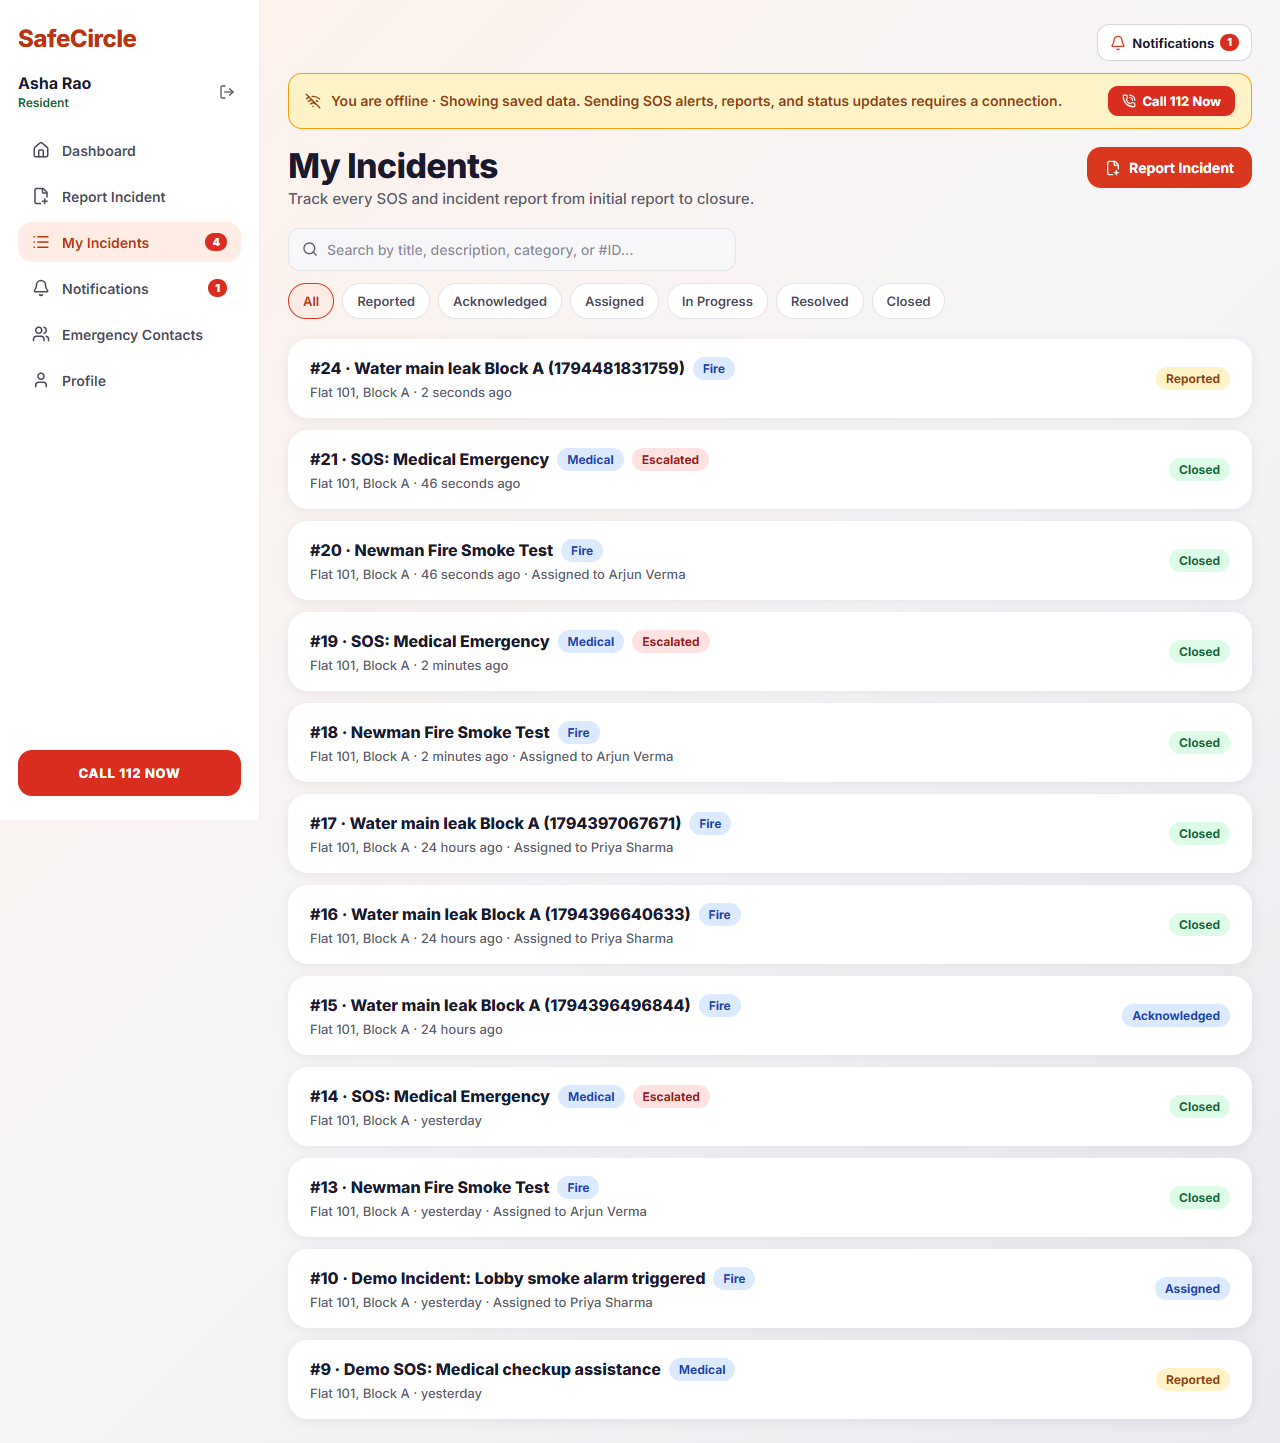 SafeCircle
Asha Rao
Resident
Dashboard
Report Incident
My Incidents 4
Notifications 1
Emergency Contacts
Profile
CALL 112 NOW
Notifications 1
You are offline · Showing saved data. Sending SOS alerts, reports, and status updates requires a connection.
Call 112 Now
My Incidents
Track every SOS and incident report from initial report to closure.
Report Incident
Search by title, description, category, or #ID...
All Reported Acknowledged Assigned In Progress Resolved Closed
#24 · Water main leak Block A (1794481831759) Fire
Flat 101, Block A · 2 seconds ago
Reported
#21 · SOS: Medical Emergency Medical Escalated
Flat 101, Block A · 46 seconds ago
Closed
#20 · Newman Fire Smoke Test Fire
Flat 101, Block A · 46 seconds ago · Assigned to Arjun Verma
Closed
#19 · SOS: Medical Emergency Medical Escalated
Flat 101, Block A · 2 minutes ago
Closed
#18 · Newman Fire Smoke Test Fire
Flat 101, Block A · 2 minutes ago · Assigned to Arjun Verma
Closed
#17 · Water main leak Block A (1794397067671) Fire
Flat 101, Block A · 24 hours ago · Assigned to Priya Sharma
Closed
#16 · Water main leak Block A (1794396640633) Fire
Flat 101, Block A · 24 hours ago · Assigned to Priya Sharma
Closed
#15 · Water main leak Block A (1794396496844) Fire
Flat 101, Block A · 24 hours ago
Acknowledged
#14 · SOS: Medical Emergency Medical Escalated
Flat 101, Block A · yesterday
Closed
#13 · Newman Fire Smoke Test Fire
Flat 101, Block A · yesterday · Assigned to Arjun Verma
Closed
#10 · Demo Incident: Lobby smoke alarm triggered Fire
Flat 101, Block A · yesterday · Assigned to Priya Sharma
Assigned
#9 · Demo SOS: Medical checkup assistance Medical
Flat 101, Block A · yesterday
Reported